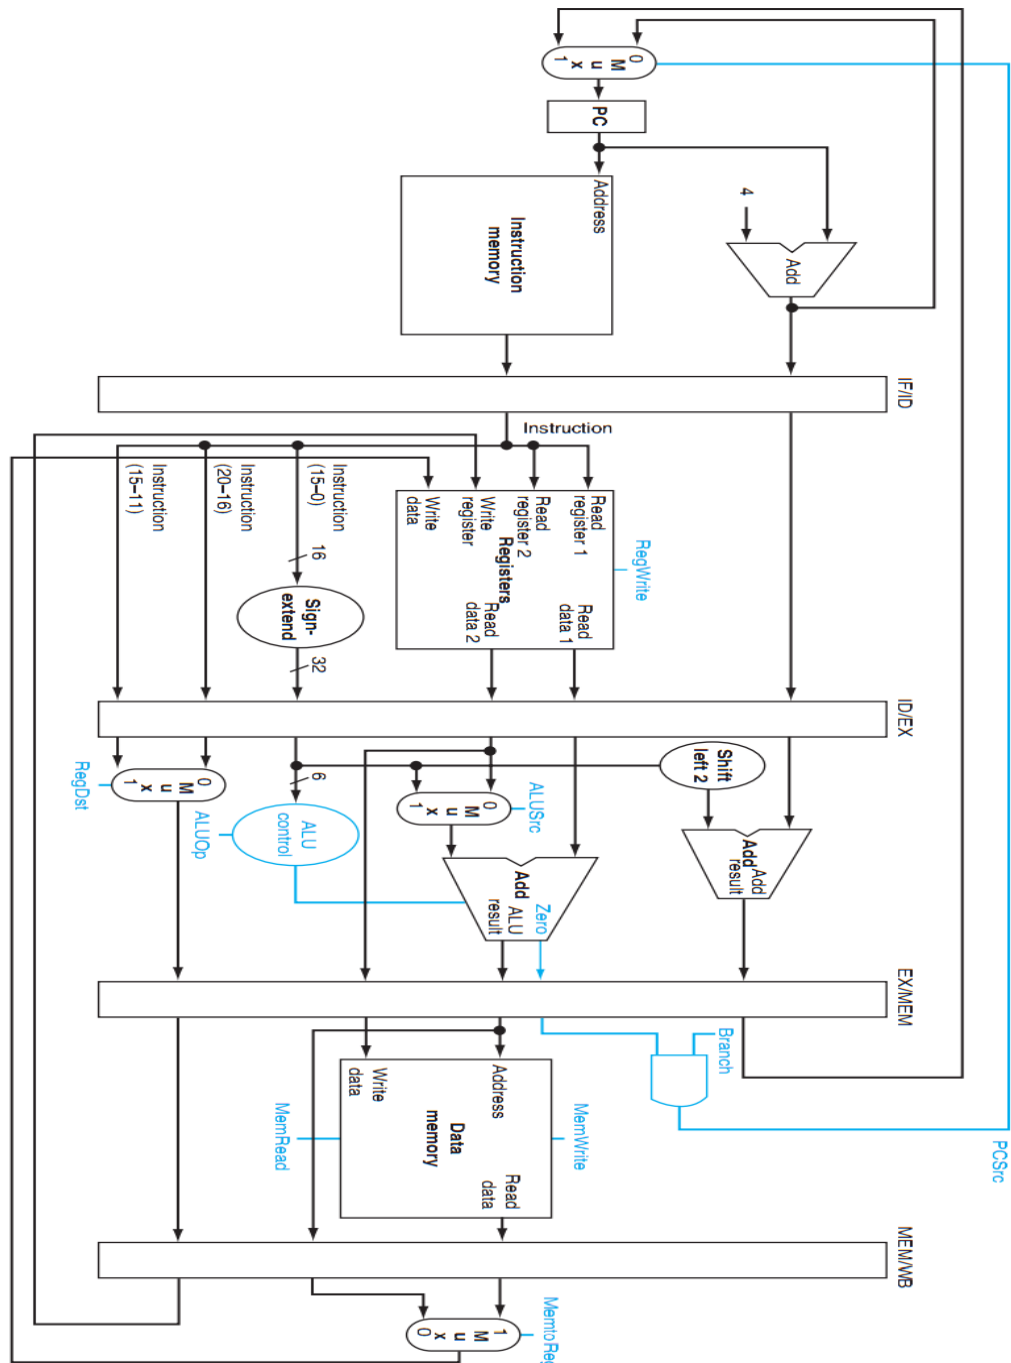 0
M
u
x
1
PC
4
Add
Address
Instruction
memory
IF/ID
Instruction
Instruction
(15–0)
Instruction
(20–16)
Instruction
(15–11)
16
Sign-
extend
32
Read
register 1
Read
register 2
Write
register
Write
data
Registers
Read
data 1
Read
data 2
RegWrite
ID/EX
Shift
left 2
Add
Add
result
0
M
u
x
1
ALUSrc
6
ALU
control
ALUOp
0
M
u
x
1
RegDst
Zero
Add
ALU
result
EX/MEM
Branch
PCSrc
Address
Write
data
Data
memory
Read
data
MemWrite
MemRead
MEM/WB
1
M
u
x
0
MemtoReg